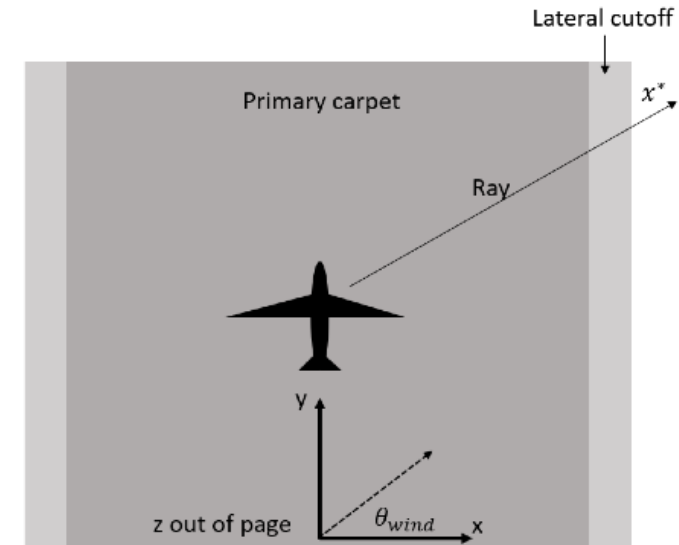 Lateral cutoff
Primary carpet
x*
Ray
y
z out of page
θwind
x